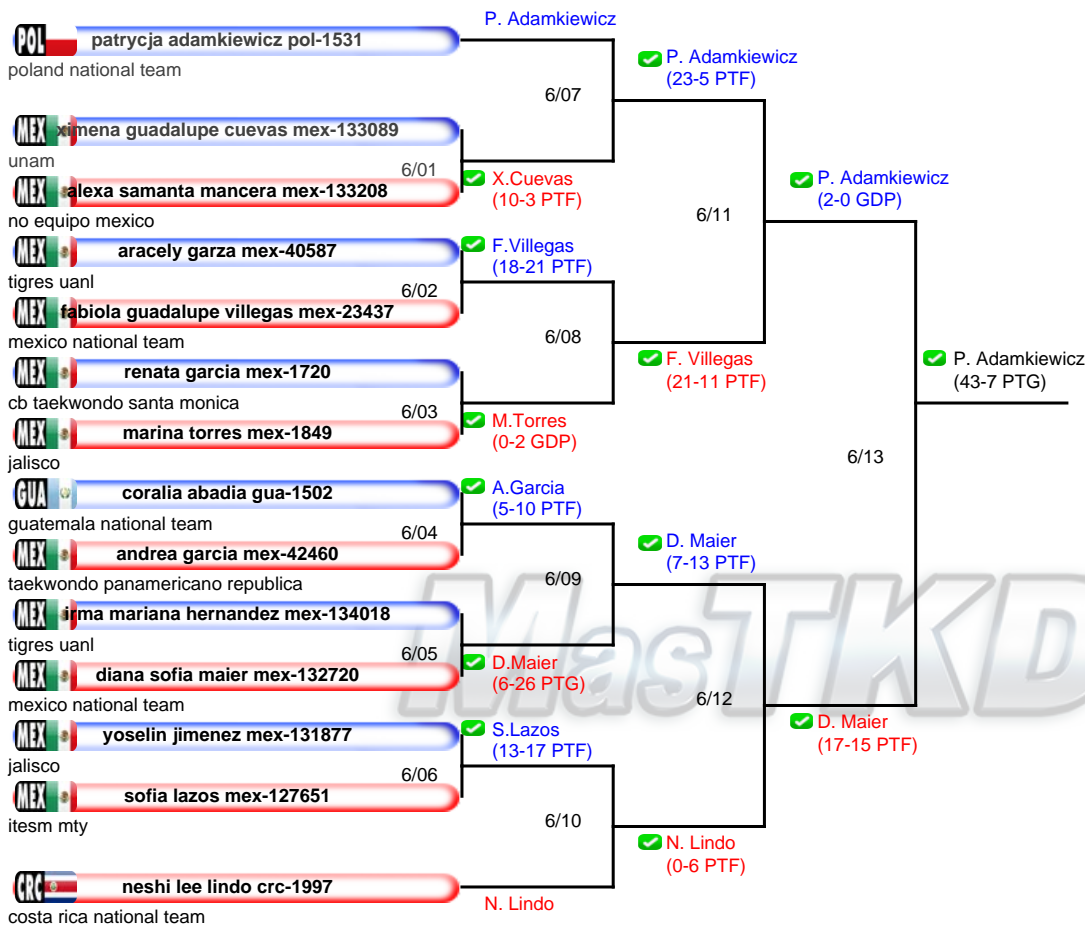 P. Adamkiewicz
POL patrycja adamkiewicz pol-1531
poland national team
P. Adamkiewicz
(23-5 PTF)
6/07
MEX ximena guadalupe cuevas mex-133089
unam
6/01
MEX alexa samanta mancera mex-133208
no equipo mexico
X.Cuevas
(10-3 PTF)
P. Adamkiewicz
(2-0 GDP)
6/11
MEX aracely garza mex-40587
tigres uanl
F.Villegas
(18-21 PTF)
6/02
MEX fabiola guadalupe villegas mex-23437
mexico national team
6/08
MEX renata garcia mex-1720
cb taekwondo santa monica
F. Villegas
(21-11 PTF)
P. Adamkiewicz
(43-7 PTG)
6/03
MEX marina torres mex-1849
jalisco
M.Torres
(0-2 GDP)
6/13
GUA coralia abadia gua-1502
guatemala national team
A.Garcia
(5-10 PTF)
6/04
MEX andrea garcia mex-42460
taekwondo panamericano republica
D. Maier
(7-13 PTF)
6/09
MEX irma mariana hernandez mex-134018
tigres uanl
6/05
MEX diana sofia maier mex-132720
mexico national team
D.Maier
(6-26 PTG)
6/12
MasTKD
MEX yoselin jimenez mex-131877
jalisco
S.Lazos
(13-17 PTF)
D. Maier
(17-15 PTF)
6/06
MEX sofia lazos mex-127651
itesm mty
6/10
N. Lindo
(0-6 PTF)
CRC neshi lee lindo crc-1997
costa rica national team
N. Lindo